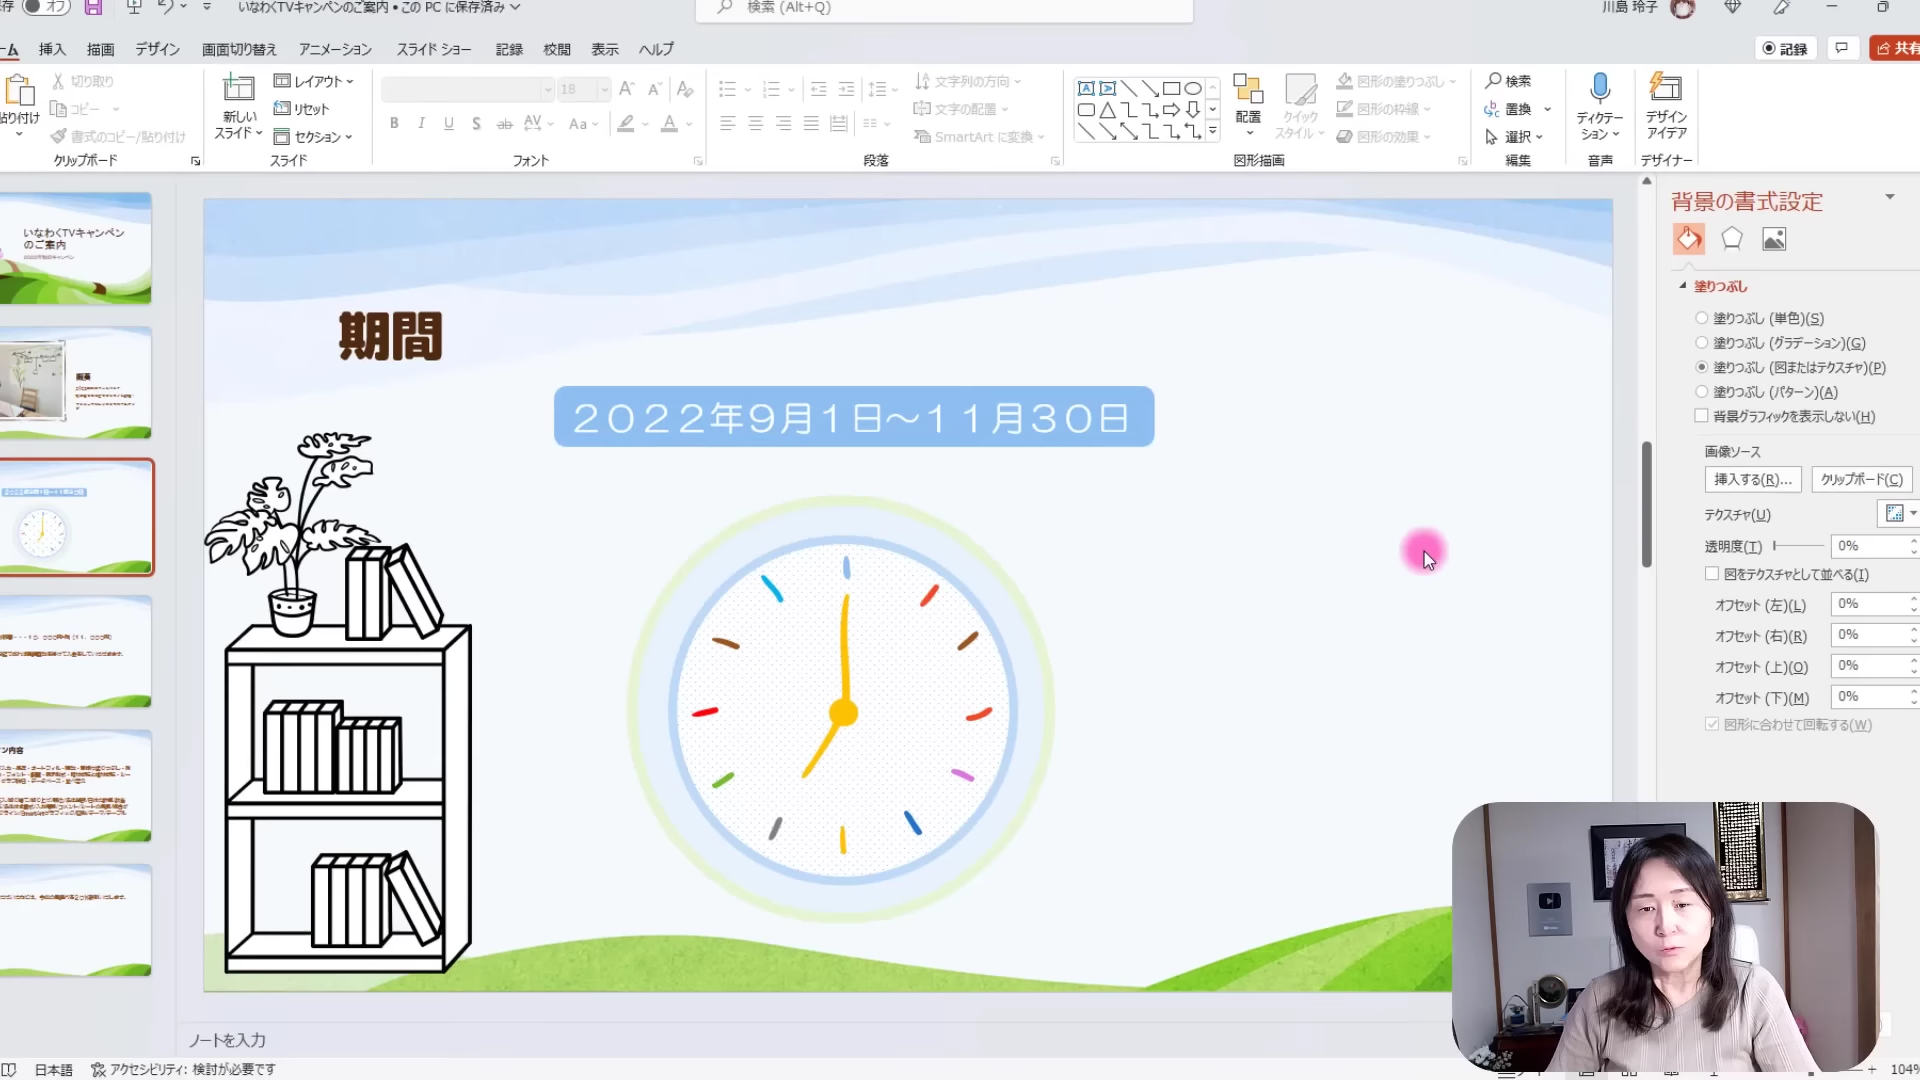 存 オフ いなわくTVキャンペンのご案内 • この PC に保存済み 検索 (Alt+Q) 川島 玲子
挿入 描画 デザイン 画面切り替え アニメーション スライド ショー 記録 校閲 表示 ヘルプ 記録 共有
貼り付け 切り取り コピー 書式のコピー/貼り付け クリップボード
新しい スライド レイアウト リセット セクション スライド
18 B I U S ab AV Aa A フォント
文字列の方向 文字の配置 SmartArt に変換 段落
配置 クイック スタイル 図形の塗りつぶし 図形の枠線 図形の効果 図形描画
検索 置換 選択 編集
ディクテーション 音声
デザイン アイデア デザイナー
いなわくTVキャンペン
のご案内
期間
２０２２年９月１日～１１月３０日
ノートを入力
日本語 アクセシビリティ: 検討が必要です
104%
背景の書式設定
塗りつぶし
塗りつぶし (単色)(S)
塗りつぶし (グラデーション)(G)
塗りつぶし (図またはテクスチャ)(P)
塗りつぶし (パターン)(A)
背景グラフィックを表示しない(H)
画像ソース
挿入する(R)... クリップボード(C)
テクスチャ(U)
透明度(T) 0%
図をテクスチャとして並べる(I)
オフセット (左)(L) 0%
オフセット (右)(R) 0%
オフセット (上)(O) 0%
オフセット (下)(M) 0%
図形に合わせて回転する(W)